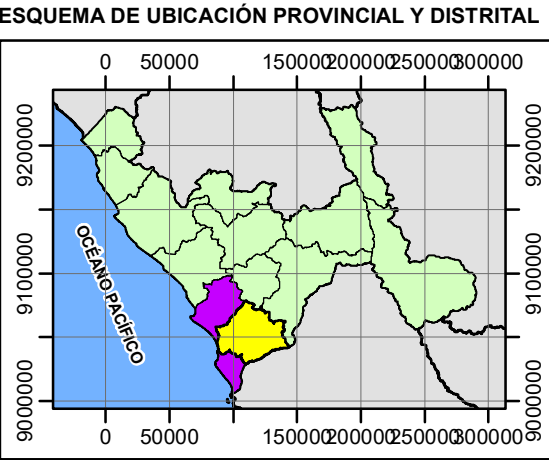 ESQUEMA DE UBICACIÓN PROVINCIAL Y DISTRITAL
0 50000 150000 200000 250000 300000
9200000 9200000
OCÉANO PACÍFICO
9100000 9100000
9000000 9000000
0 50000 150000 200000 250000 300000